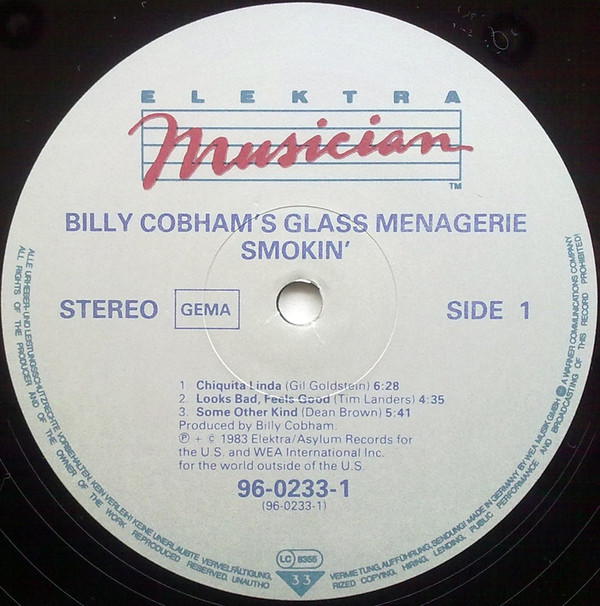 ELEKTRA
Musician
TM
BILLY COBHAM'S GLASS MENAGERIE
SMOKIN'
STEREO GEMA SIDE 1
1 Chiquita Linda (Gil Goldstein) 6:28
2. Looks Bad, Feels Good (Tim Landers) 4:35
3. Some Other Kind (Dean Brown) 5:41
Produced by Billy Cobham.
℗ + © 1983 Elektra/Asylum Records for
the U.S. and WEA International Inc.
for the world outside of the U.S.
96-0233-1
(96-0233-1)
LC 8355
33
ALLE URHEBER- UND LEISTUNGSSCHUTZRECHTE VORBEHALTEN. KEIN VERLEIH! KEINE UNERLAUBTE VERVIELFÄLTIGUNG, VERMIETUNG, AUFFÜHRUNG, SENDUNG! MADE IN GERMANY BY WEA MUSIK GMBH A WARNER COMMUNICATIONS COMPANY
ALL RIGHTS OF THE PRODUCER AND OF THE OWNER OF THE WORK REPRODUCED RESERVED, UNAUTHORIZED COPYING, HIRING, LENDING, PUBLIC PERFORMANCE AND BROADCASTING OF THIS RECORD PROHIBITED!